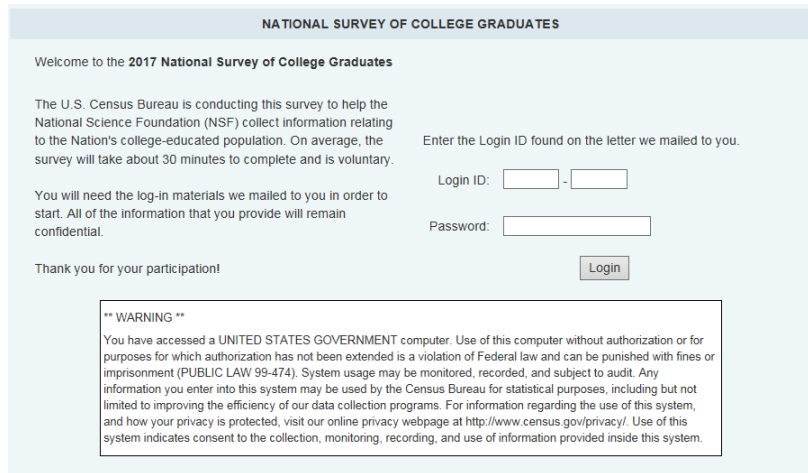 NATIONAL SURVEY OF COLLEGE GRADUATES
Welcome to the 2017 National Survey of College Graduates
The U.S. Census Bureau is conducting this survey to help the
National Science Foundation (NSF) collect information relating
to the Nation's college-educated population. On average, the
survey will take about 30 minutes to complete and is voluntary.
You will need the log-in materials we mailed to you in order to
start. All of the information that you provide will remain
confidential.
Thank you for your participation!
Enter the Login ID found on the letter we mailed to you.
Login ID: -
Password:
Login
** WARNING **
You have accessed a UNITED STATES GOVERNMENT computer. Use of this computer without authorization or for
purposes for which authorization has not been extended is a violation of Federal law and can be punished with fines or
imprisonment (PUBLIC LAW 99-474). System usage may be monitored, recorded, and subject to audit. Any
information you enter into this system may be used by the Census Bureau for statistical purposes, including but not
limited to improving the efficiency of our data collection programs. For information regarding the use of this system,
and how your privacy is protected, visit our online privacy webpage at http://www.census.gov/privacy/. Use of this
system indicates consent to the collection, monitoring, recording, and use of information provided inside this system.